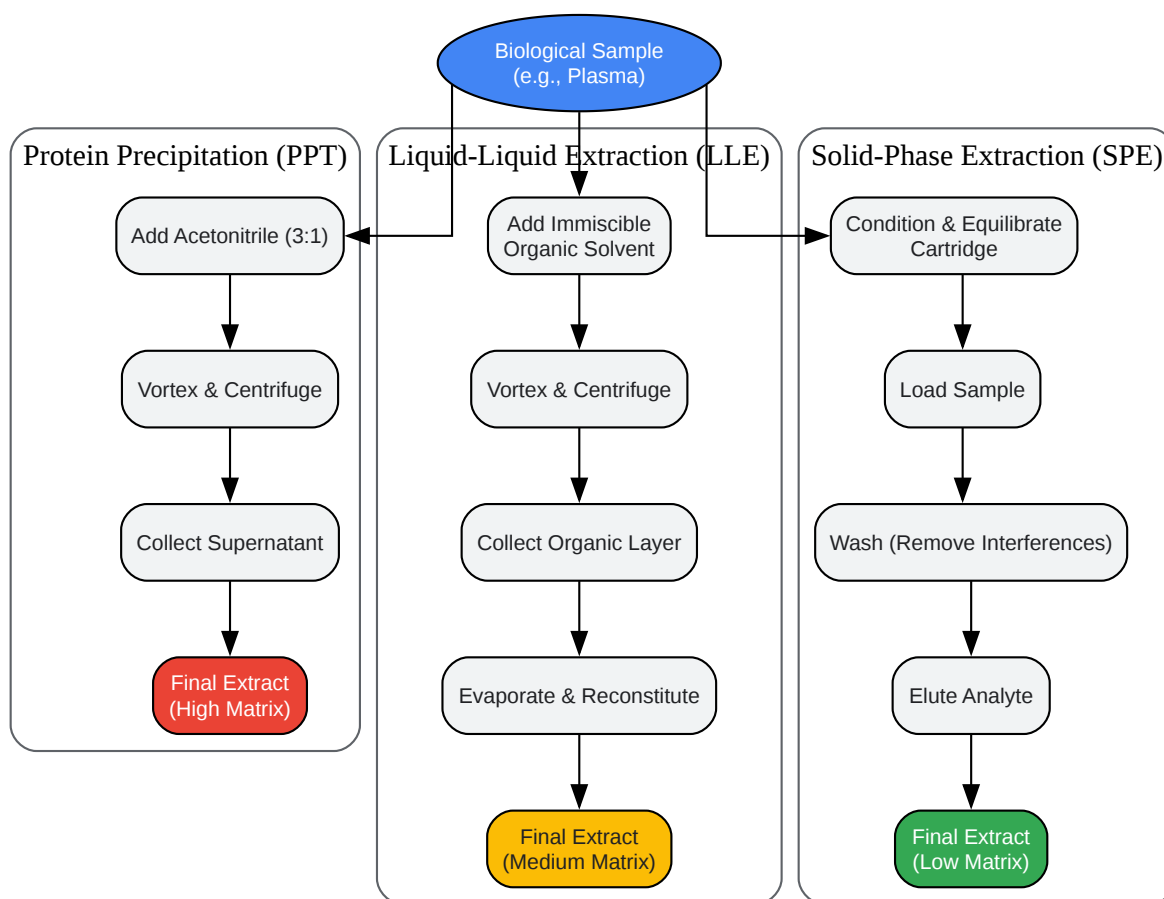 Biological Sample
(e.g., Plasma)
Protein Precipitation (PPT)
Add Acetonitrile (3:1)
Vortex & Centrifuge
Collect Supernatant
Final Extract
(High Matrix)
Liquid-Liquid Extraction (LLE)
Add Immiscible
Organic Solvent
Vortex & Centrifuge
Collect Organic Layer
Evaporate & Reconstitute
Final Extract
(Medium Matrix)
Solid-Phase Extraction (SPE)
Condition & Equilibrate
Cartridge
Load Sample
Wash (Remove Interferences)
Elute Analyte
Final Extract
(Low Matrix)